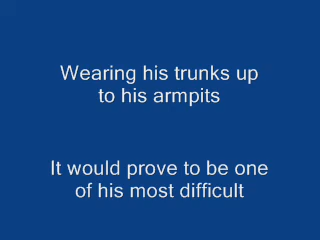 Wearing his trunks up
to his armpits
It would prove to be one
of his most difficult